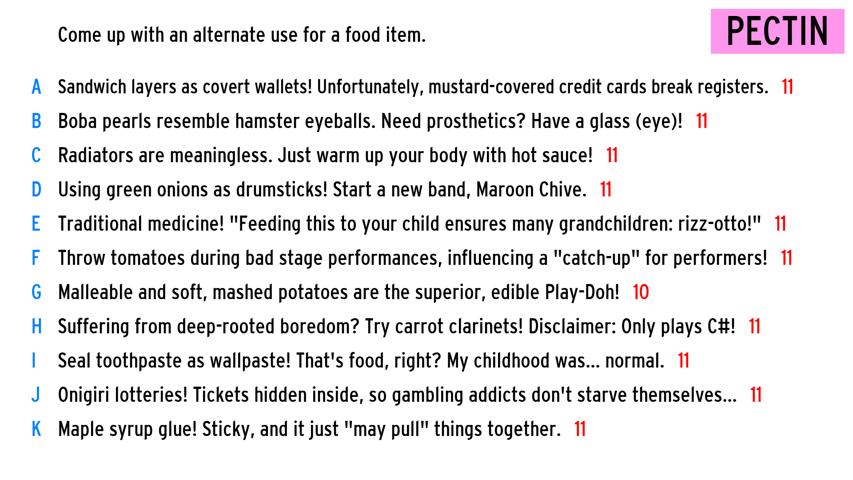 Come up with an alternate use for a food item.
PECTIN
A Sandwich layers as covert wallets! Unfortunately, mustard-covered credit cards break registers. 11
B Boba pearls resemble hamster eyeballs. Need prosthetics? Have a glass (eye)! 11
C Radiators are meaningless. Just warm up your body with hot sauce! 11
D Using green onions as drumsticks! Start a new band, Maroon Chive. 11
E Traditional medicine! "Feeding this to your child ensures many grandchildren: rizz-otto!" 11
F Throw tomatoes during bad stage performances, influencing a "catch-up" for performers! 11
G Malleable and soft, mashed potatoes are the superior, edible Play-Doh! 10
H Suffering from deep-rooted boredom? Try carrot clarinets! Disclaimer: Only plays C#! 11
I Seal toothpaste as wallpaste! That's food, right? My childhood was... normal. 11
J Onigiri lotteries! Tickets hidden inside, so gambling addicts don't starve themselves... 11
K Maple syrup glue! Sticky, and it just "may pull" things together. 11